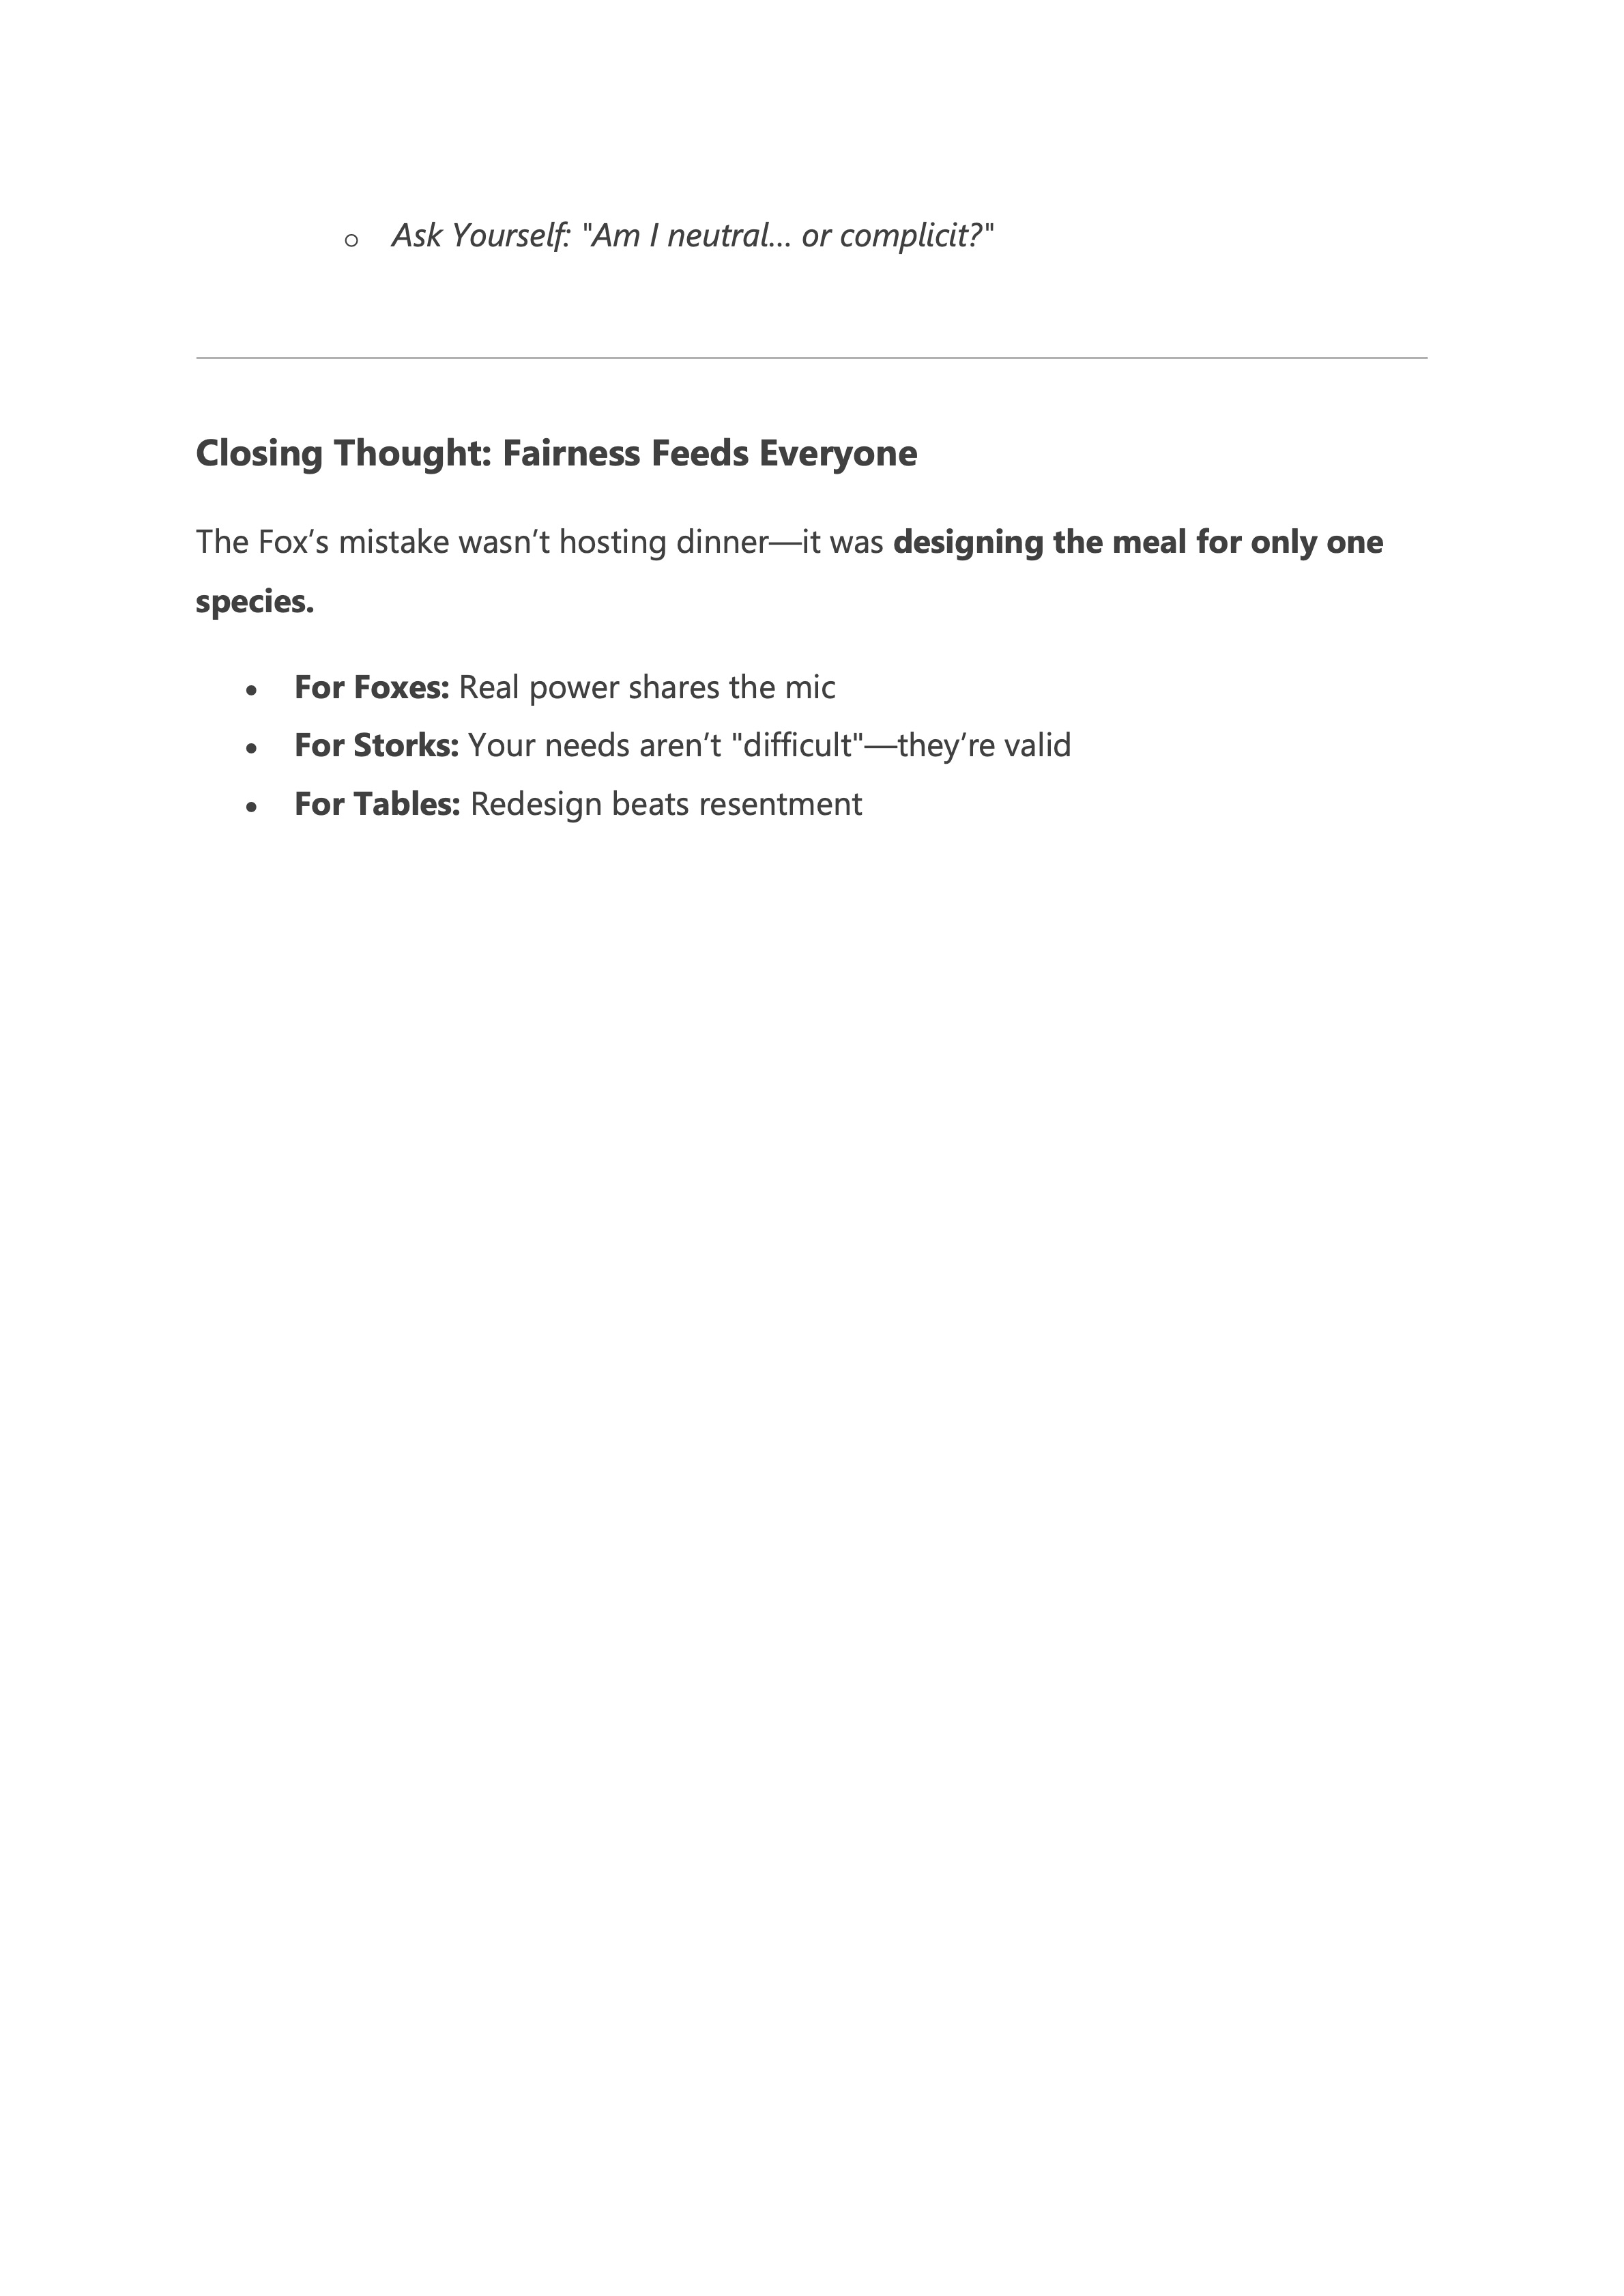 ○ Ask Yourself: "Am I neutral... or complicit?"
Closing Thought: Fairness Feeds Everyone
The Fox’s mistake wasn’t hosting dinner—it was designing the meal for only one
species.
• For Foxes: Real power shares the mic
• For Storks: Your needs aren’t "difficult"—they’re valid
• For Tables: Redesign beats resentment